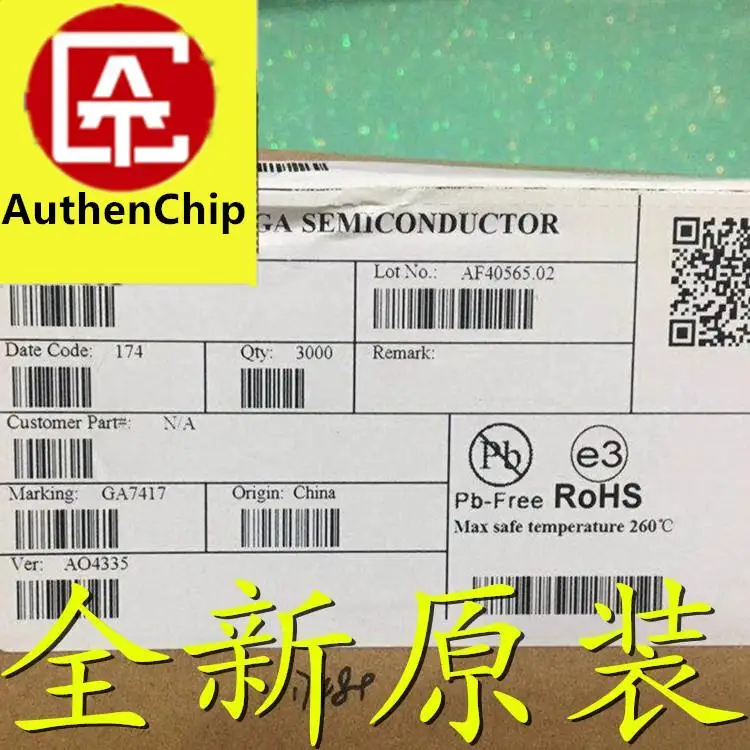 AuthenChip
GA SEMICONDUCTOR
Lot No.: AF40565.02
Date Code: 174 Qty: 3000 Remark:
Customer Part#: N/A
Marking: GA7417 Origin: China
Ver: AO4335
Pb e3
Pb-Free RoHS
Max safe temperature 260℃
全新原装